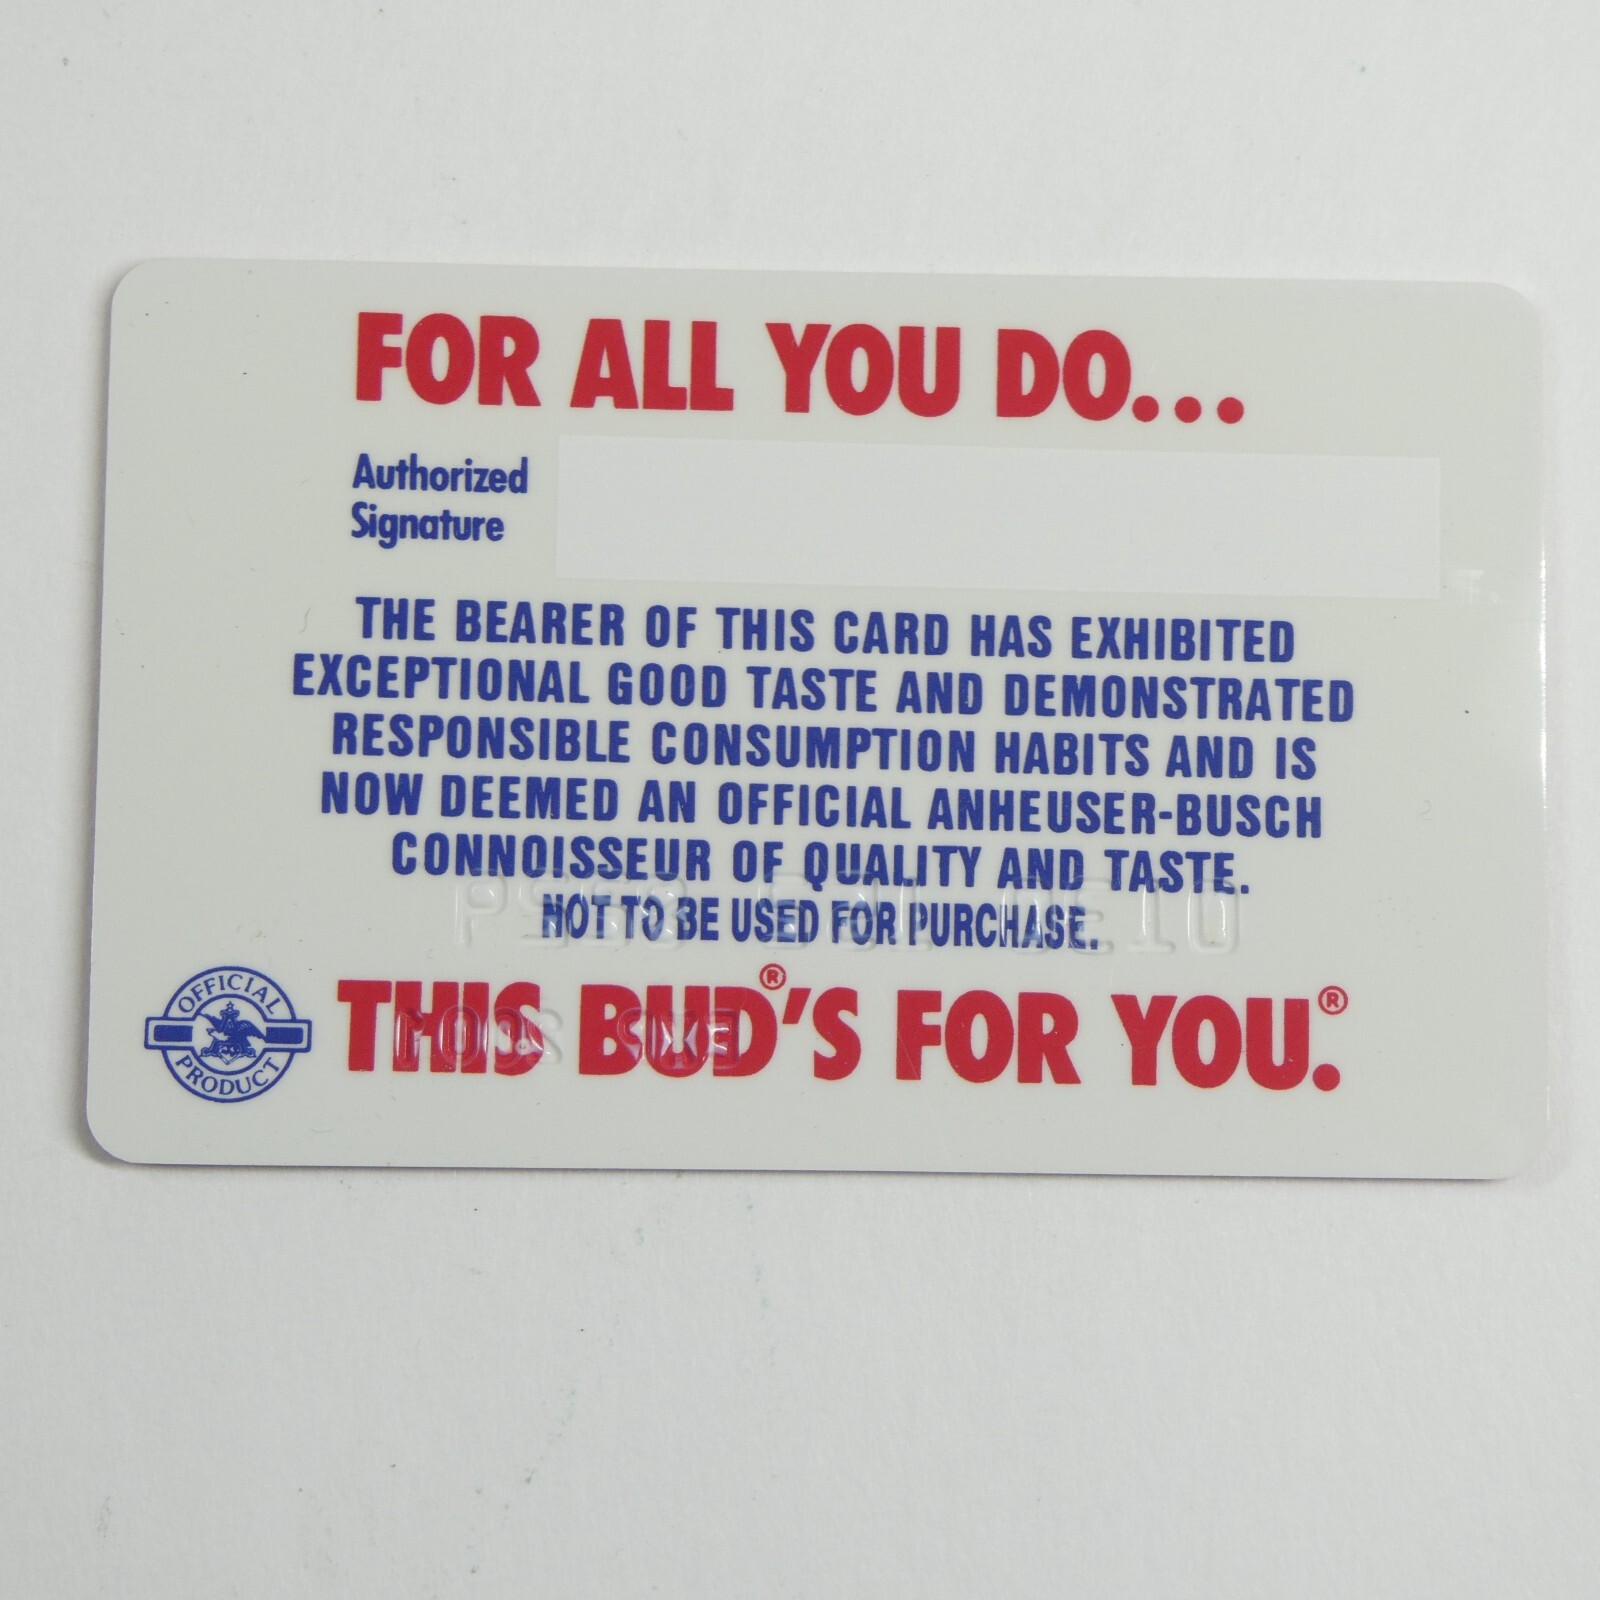 FOR ALL YOU DO...
Authorized
Signature
THE BEARER OF THIS CARD HAS EXHIBITED
EXCEPTIONAL GOOD TASTE AND DEMONSTRATED
RESPONSIBLE CONSUMPTION HABITS AND IS
NOW DEEMED AN OFFICIAL ANHEUSER-BUSCH
CONNOISSEUR OF QUALITY AND TASTE.
NOT TO BE USED FOR PURCHASE.
OFFICIAL
PRODUCT
THIS BUD®'S FOR YOU.®